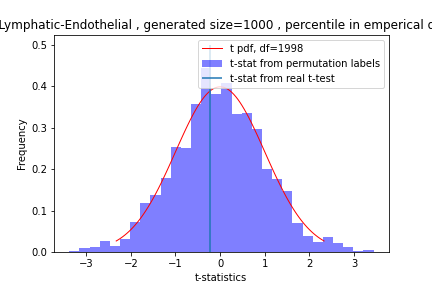 Lymphatic-Endothelial , generated size=1000 , percentile in emperical
t pdf, df=1998
t-stat from permutation labels
t-stat from real t-test
0.5
0.4
0.3
0.2
0.1
0.0
Frequency
−3 −2 −1 0 1 2 3
t-statistics